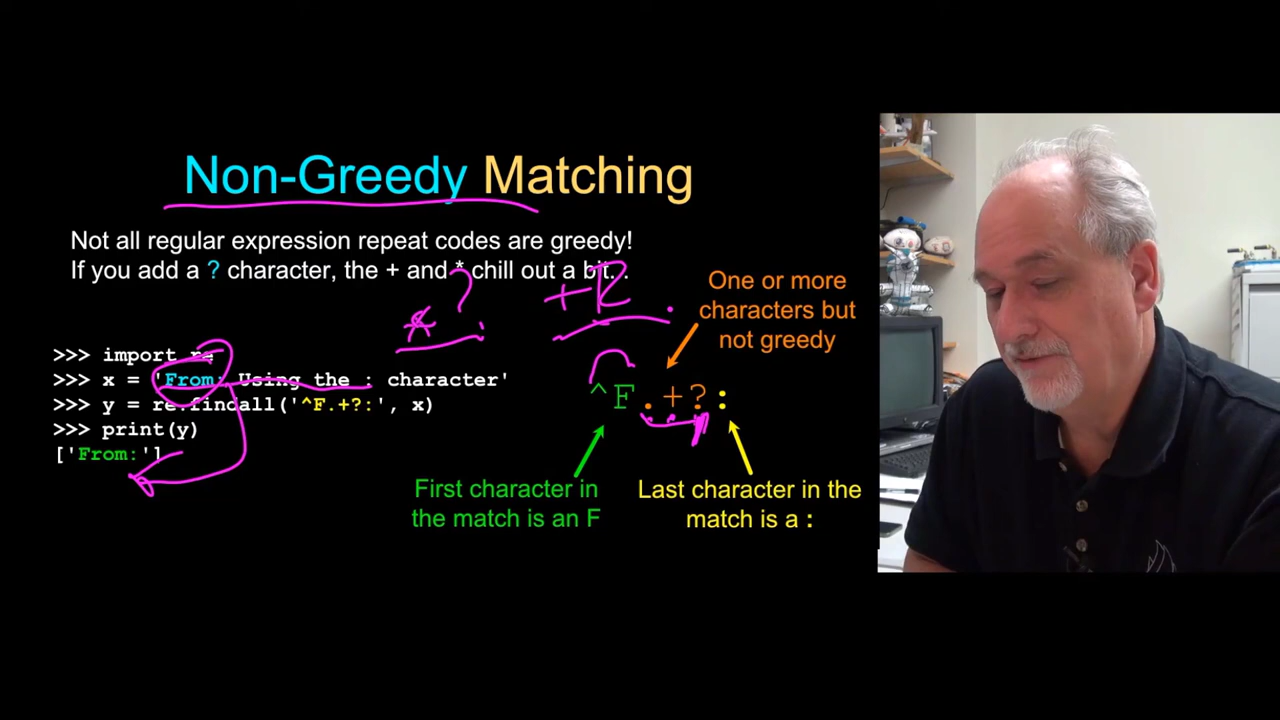 Non-Greedy Matching
Not all regular expression repeat codes are greedy!
If you add a ? character, the + and * chill out a bit...
*?
>>> import re
>>> x = 'From: Using the : character'
>>> y = re.findall('^F.+?:', x)
>>> print(y)
['From:']
One or more
characters but
not greedy
^F.+?:
First character in
the match is an F
Last character in the
match is a :